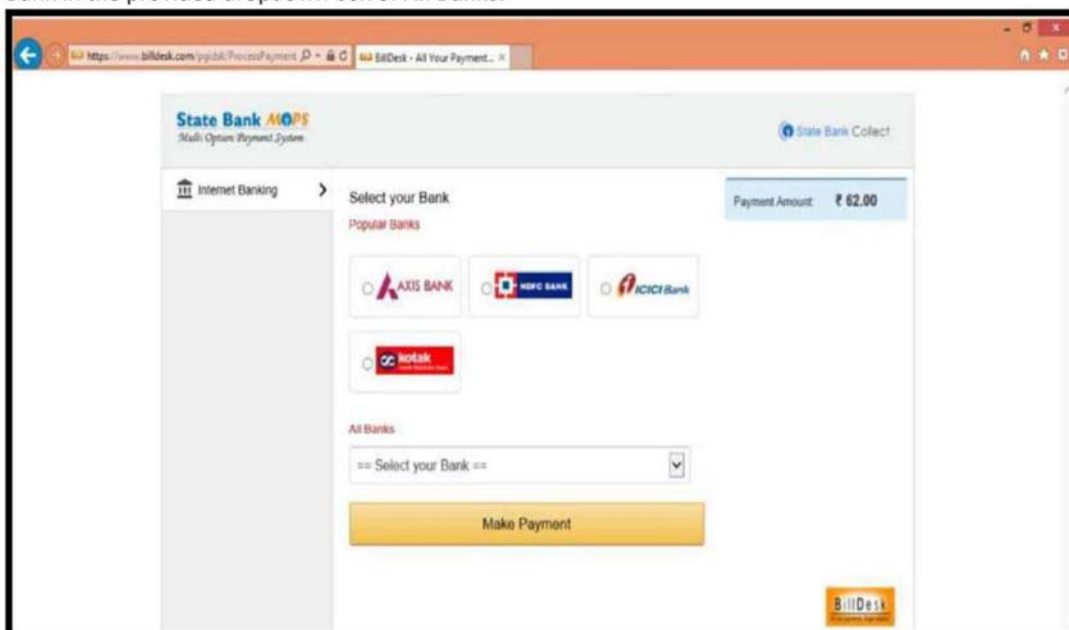 https://www.billdesk.com/pgidsk/ProcessPayment
BillDesk - All Your Payment...
State Bank MOPS
Multi Option Payment System
State Bank Collect
Internet Banking
Select your Bank
Payment Amount: ₹ 62.00
Popular Banks
AXIS BANK
HDFC BANK
ICICI Bank
kotak
All Banks
== Select your Bank ==
Make Payment
BillDesk